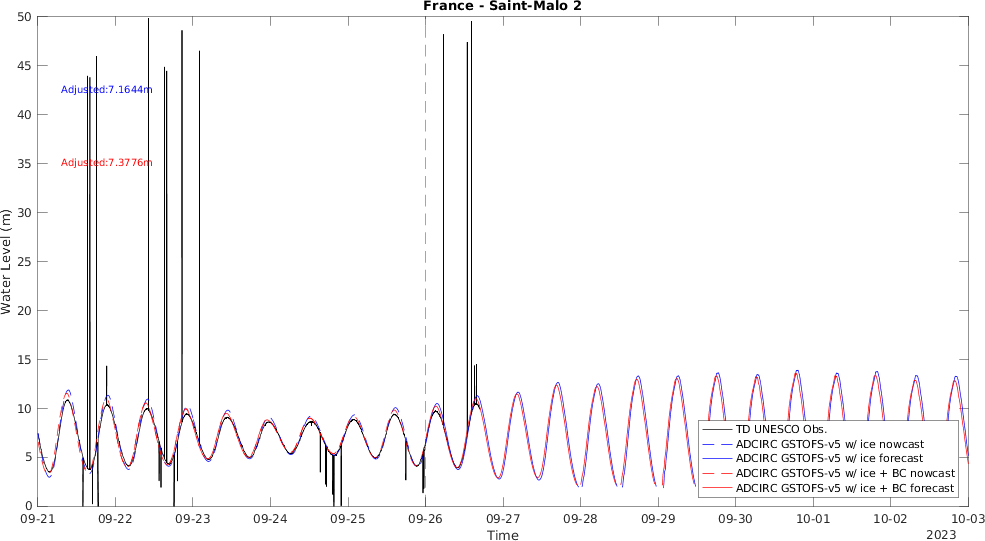 France - Saint-Malo 2
50
45
40
35
30
25
20
15
10
5
0
Water Level (m)
Adjusted:7.1644m
Adjusted:7.3776m
TD UNESCO Obs.
ADCIRC GSTOFS-v5 w/ ice nowcast
ADCIRC GSTOFS-v5 w/ ice forecast
ADCIRC GSTOFS-v5 w/ ice + BC nowcast
ADCIRC GSTOFS-v5 w/ ice + BC forecast
09-21 09-22 09-23 09-24 09-25 09-26 09-27 09-28 09-29 09-30 10-01 10-02 10-03
Time
2023